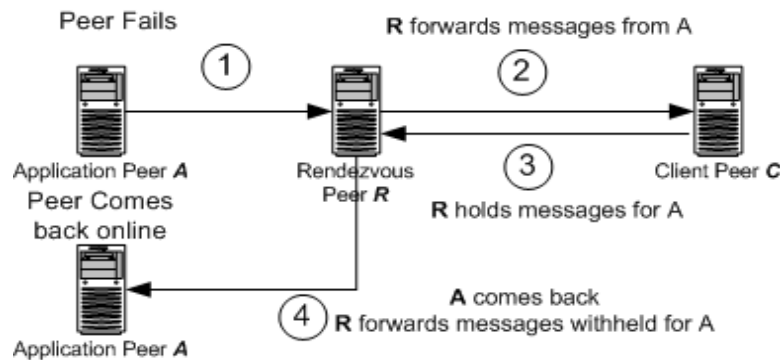 Peer Fails
R forwards messages from A
1
2
Application Peer A
Rendezvous
Peer R
Client Peer C
3
Peer Comes
back online
R holds messages for A
4
A comes back
R forwards messages withheld for A
Application Peer A